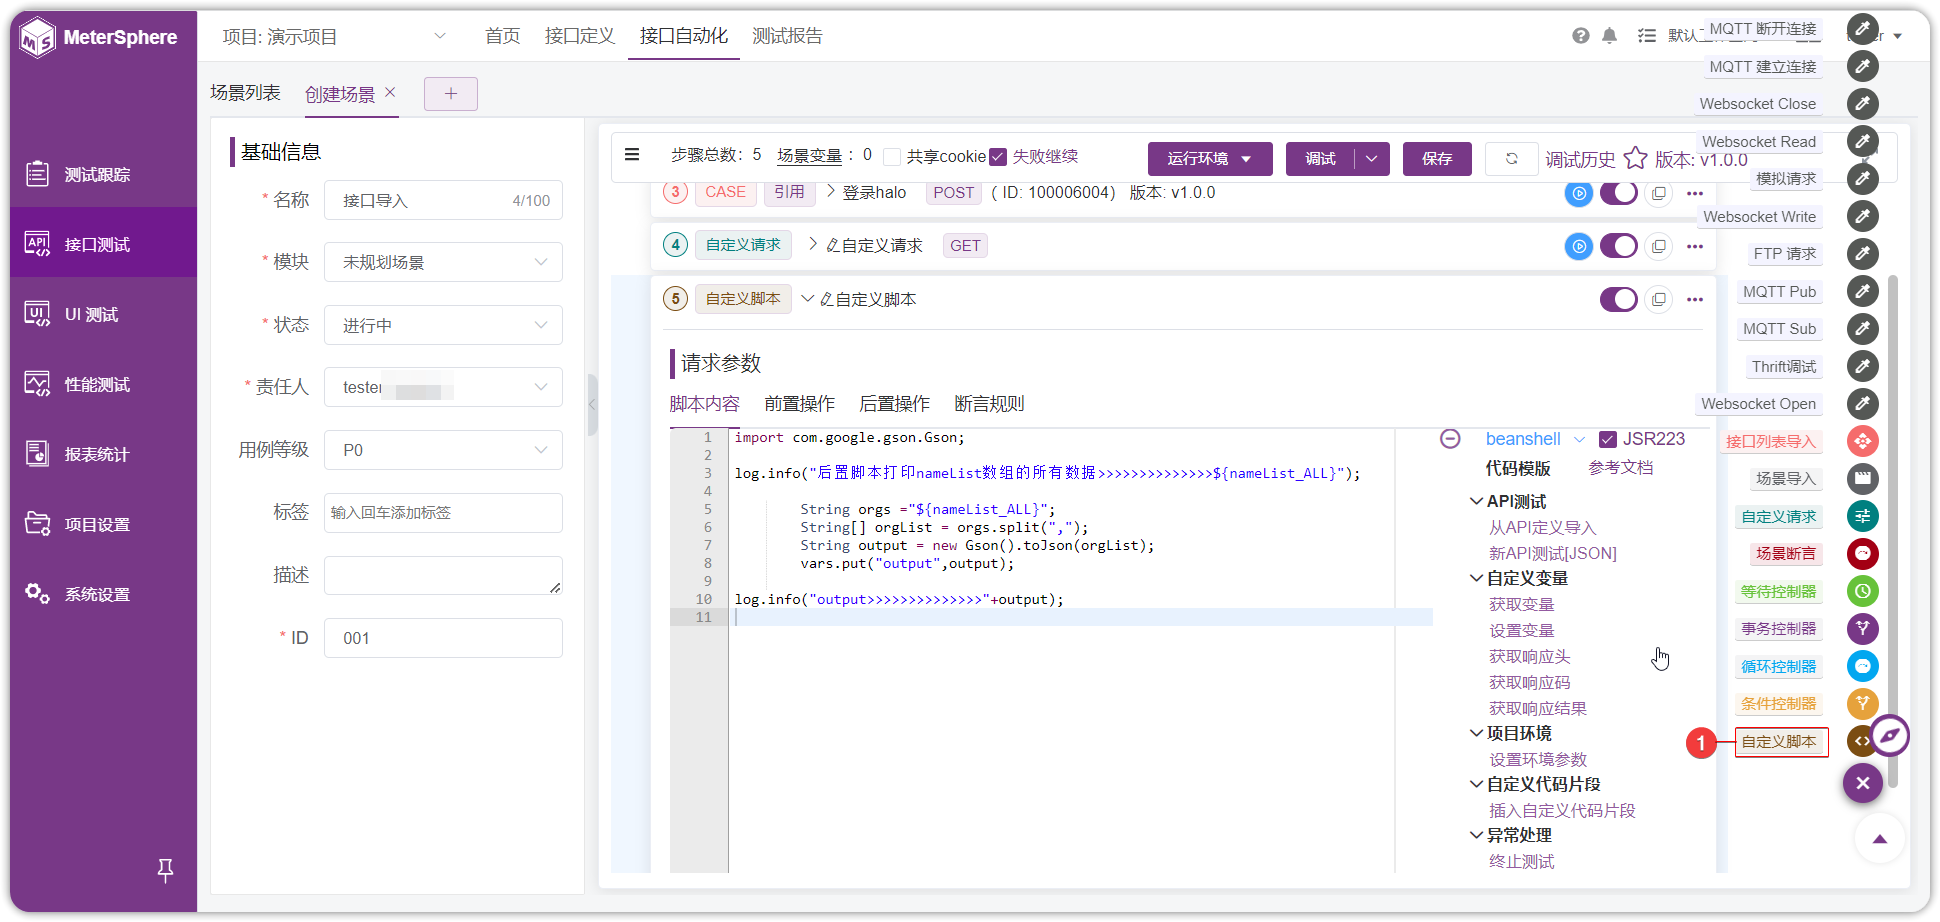 MeterSphere
项目: 演示项目
首页
接口定义
接口自动化
测试报告
测试跟踪
接口测试
UI 测试
性能测试
报表统计
项目设置
系统设置
场景列表
创建场景
基础信息
* 名称
接口导入
4/100
* 模块
未规划场景
* 状态
进行中
* 责任人
tester
用例等级
P0
标签
输入回车添加标签
描述
* ID
001
步骤总数: 5
场景变量 : 0
共享cookie
失败继续
运行环境
调试
保存
调试历史
版本: v1.0.0
3 CASE 引用 登录halo POST ( ID: 100006004) 版本: v1.0.0
4 自定义请求 自定义请求 GET
5 自定义脚本 自定义脚本
请求参数
脚本内容
前置操作
后置操作
断言规则
1 import com.google.gson.Gson;
2
3 log.info("后置脚本打印nameList数组的所有数据>>>>>>>>>>>>>>${nameList_ALL}");
4
5 String orgs ="${nameList_ALL}";
6 String[] orgList = orgs.split(",");
7 String output = new Gson().toJson(orgList);
8 vars.put("output",output);
9
10 log.info("output>>>>>>>>>>>>>>"+output);
11
beanshell
JSR223
代码模版
参考文档
API测试
从API定义导入
新API测试[JSON]
自定义变量
获取变量
设置变量
获取响应头
获取响应码
获取响应结果
项目环境
设置环境参数
自定义代码片段
插入自定义代码片段
异常处理
终止测试
默认
MQTT 断开连接
MQTT 建立连接
Websocket Close
Websocket Read
模拟请求
Websocket Write
FTP 请求
MQTT Pub
MQTT Sub
Thrift调试
Websocket Open
接口列表导入
场景导入
自定义请求
场景断言
等待控制器
事务控制器
循环控制器
条件控制器
1
自定义脚本